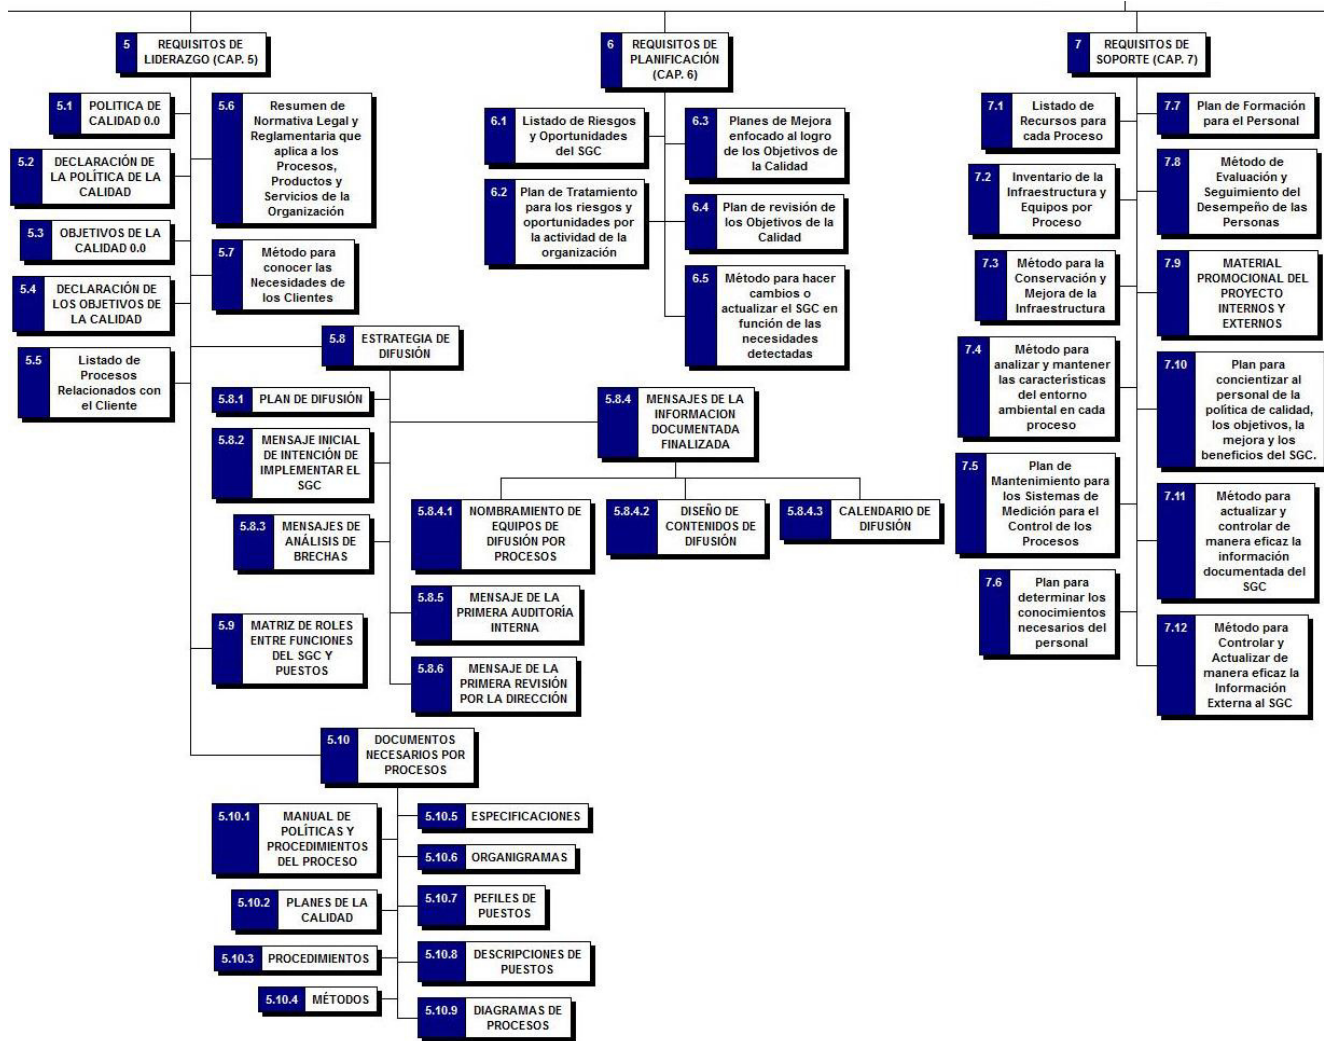 5 REQUISITOS DE
LIDERAZGO (CAP. 5)
5.1 POLITICA DE
CALIDAD 0.0
5.2 DECLARACIÓN DE
LA POLÍTICA DE LA
CALIDAD
5.3 OBJETIVOS DE LA
CALIDAD 0.0
5.4 DECLARACIÓN DE
LOS OBJETIVOS DE
LA CALIDAD
5.5 Listado de
Procesos
Relacionados con
el Cliente
5.6 Resumen de
Normativa Legal y
Reglamentaria que
aplica a los
Procesos,
Productos y
Servicios de la
Organización
5.7 Método para
conocer las
Necesidades de
los Clientes
5.8 ESTRATEGIA DE
DIFUSIÓN
5.8.1 PLAN DE DIFUSIÓN
5.8.2 MENSAJE INICIAL
DE INTENCIÓN DE
IMPLEMENTAR EL
SGC
5.8.3 MENSAJES DE
ANÁLISIS DE
BRECHAS
5.8.4 MENSAJES DE LA
INFORMACION
DOCUMENTADA
FINALIZADA
5.8.4.1 NOMBRAMIENTO DE
EQUIPOS DE
DIFUSIÓN POR
PROCESOS
5.8.4.2 DISEÑO DE
CONTENIDOS DE
DIFUSIÓN
5.8.4.3 CALENDARIO DE
DIFUSIÓN
5.8.5 MENSAJE DE LA
PRIMERA AUDITORÍA
INTERNA
5.8.6 MENSAJE DE LA
PRIMERA REVISIÓN
POR LA DIRECCIÓN
5.9 MATRIZ DE ROLES
ENTRE FUNCIONES
DEL SGC Y
PUESTOS
5.10 DOCUMENTOS
NECESARIOS POR
PROCESOS
5.10.1 MANUAL DE
POLÍTICAS Y
PROCEDIMIENTOS
DEL PROCESO
5.10.2 PLANES DE LA
CALIDAD
5.10.3 PROCEDIMIENTOS
5.10.4 MÉTODOS
5.10.5 ESPECIFICACIONES
5.10.6 ORGANIGRAMAS
5.10.7 PEFILES DE
PUESTOS
5.10.8 DESCRIPCIONES DE
PUESTOS
5.10.9 DIAGRAMAS DE
PROCESOS
6 REQUISITOS DE
PLANIFICACIÓN
(CAP. 6)
6.1 Listado de Riesgos
y Oportunidades
del SGC
6.2 Plan de Tratamiento
para los riesgos y
oportunidades por
la actividad de la
organización
6.3 Planes de Mejora
enfocado al logro
de los Objetivos de
la Calidad
6.4 Plan de revisión de
los Objetivos de la
Calidad
6.5 Método para hacer
cambios o
actualizar el SGC en
función de las
necesidades
detectadas
7 REQUISITOS DE
SOPORTE (CAP. 7)
7.1 Listado de
Recursos para
cada Proceso
7.2 Inventario de la
Infraestructura y
Equipos por
Proceso
7.3 Método para la
Conservación y
Mejora de la
Infraestructura
7.4 Método para
analizar y mantener
las características
del entorno
ambiental en cada
proceso
7.5 Plan de
Mantenimiento para
los Sistemas de
Medición para el
Control de los
Procesos
7.6 Plan para
determinar los
conocimientos
necesarios del
personal
7.7 Plan de Formación
para el Personal
7.8 Método de
Evaluación y
Seguimiento del
Desempeño de las
Personas
7.9 MATERIAL
PROMOCIONAL DEL
PROYECTO
INTERNOS Y
EXTERNOS
7.10 Plan para
concientizar al
personal de la
política de calidad,
los objetivos, la
mejora y los
beneficios del SGC.
7.11 Método para
actualizar y
controlar de
manera eficaz la
información
documentada del
SGC
7.12 Método para
Controlar y
Actualizar de
manera eficaz la
Información
Externa al SGC